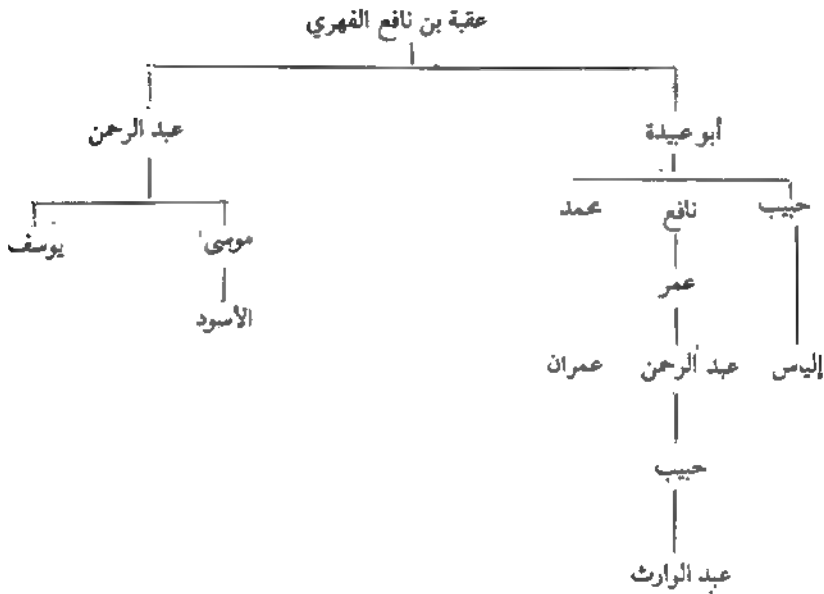 عقبة بن نافع الفهري
أبو عبيدة
عبد الرحمن
حبيب
نافع
محمد
موسى
يوسف
عمر
الأسود
إلياس
عبد الرحمن
عمران
حبيب
عبد الوارث